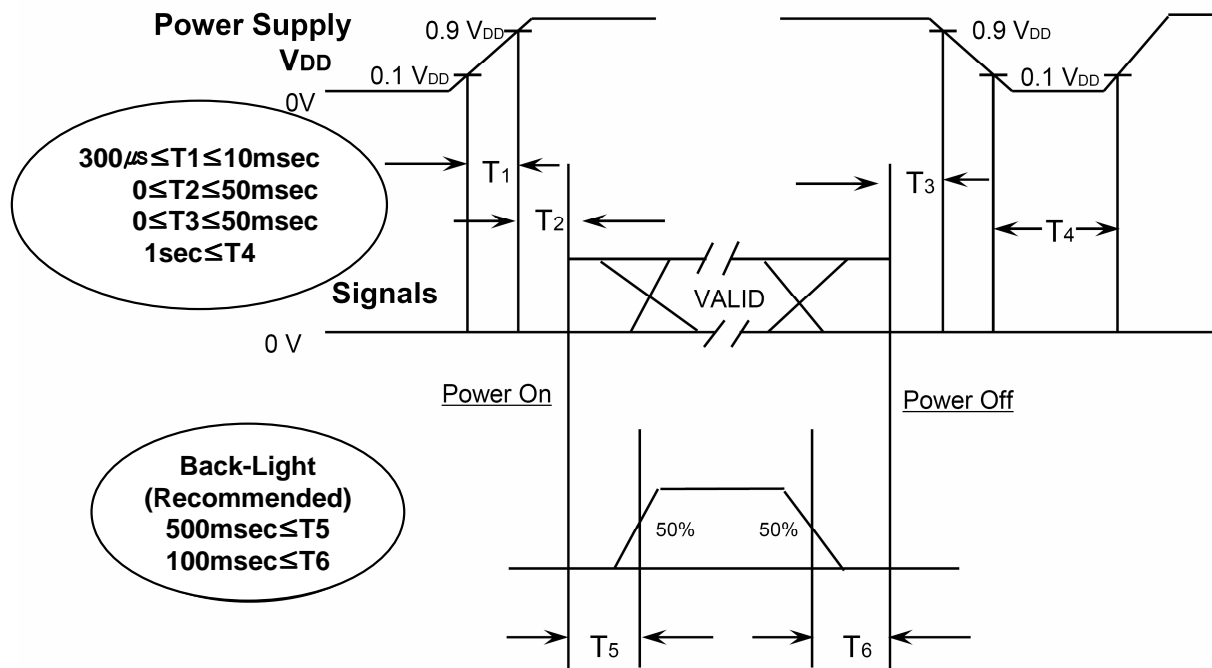 Power Supply
VDD
0.9 VDD
0.1 VDD
0V
0.9 VDD
0.1 VDD
300㎲≤T1≤10msec
0≤T2≤50msec
0≤T3≤50msec
1sec≤T4
T1
T2
T3
T4
Signals
VALID
0 V
Power On
Power Off
Back-Light
(Recommended)
500msec≤T5
100msec≤T6
50%
50%
T5
T6